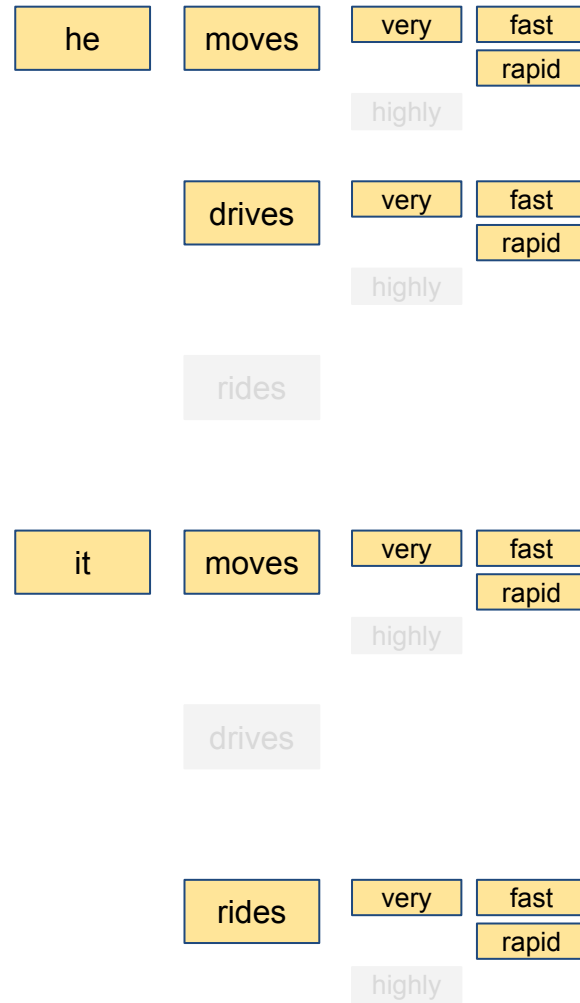 he moves very fast
rapid
highly
drives very fast
rapid
highly
rides
it moves very fast
rapid
highly
drives
rides very fast
rapid
highly